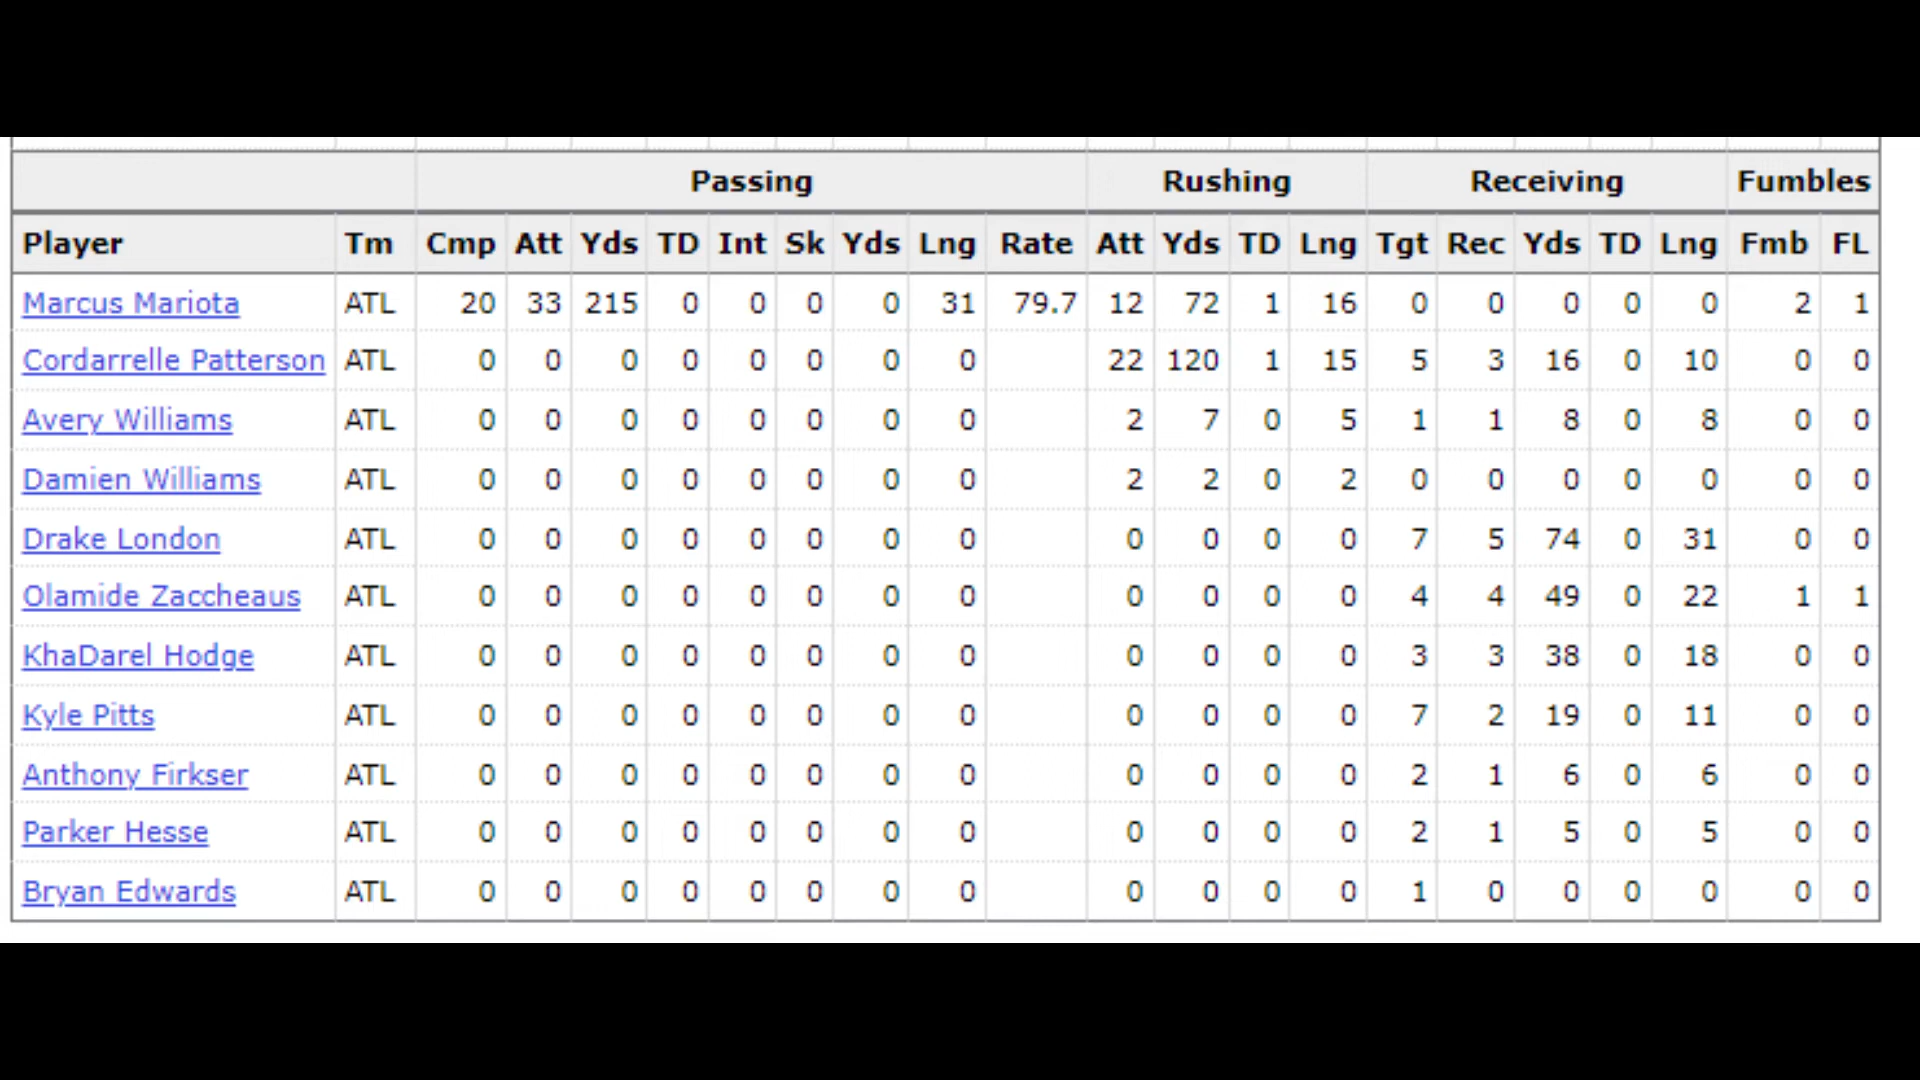 Passing Rushing Receiving Fumbles
Player Tm Cmp Att Yds TD Int Sk Yds Lng Rate Att Yds TD Lng Tgt Rec Yds TD Lng Fmb FL
Marcus Mariota ATL 20 33 215 0 0 0 0 31 79.7 12 72 1 16 0 0 0 0 0 2 1
Cordarrelle Patterson ATL 0 0 0 0 0 0 0 0 22 120 1 15 5 3 16 0 10 0 0
Avery Williams ATL 0 0 0 0 0 0 0 0 2 7 0 5 1 1 8 0 8 0 0
Damien Williams ATL 0 0 0 0 0 0 0 0 2 2 0 2 0 0 0 0 0 0 0
Drake London ATL 0 0 0 0 0 0 0 0 0 0 0 0 7 5 74 0 31 0 0
Olamide Zaccheaus ATL 0 0 0 0 0 0 0 0 0 0 0 0 4 4 49 0 22 1 1
KhaDarel Hodge ATL 0 0 0 0 0 0 0 0 0 0 0 0 3 3 38 0 18 0 0
Kyle Pitts ATL 0 0 0 0 0 0 0 0 0 0 0 0 7 2 19 0 11 0 0
Anthony Firkser ATL 0 0 0 0 0 0 0 0 0 0 0 0 2 1 6 0 6 0 0
Parker Hesse ATL 0 0 0 0 0 0 0 0 0 0 0 0 2 1 5 0 5 0 0
Bryan Edwards ATL 0 0 0 0 0 0 0 0 0 0 0 0 1 0 0 0 0 0 0